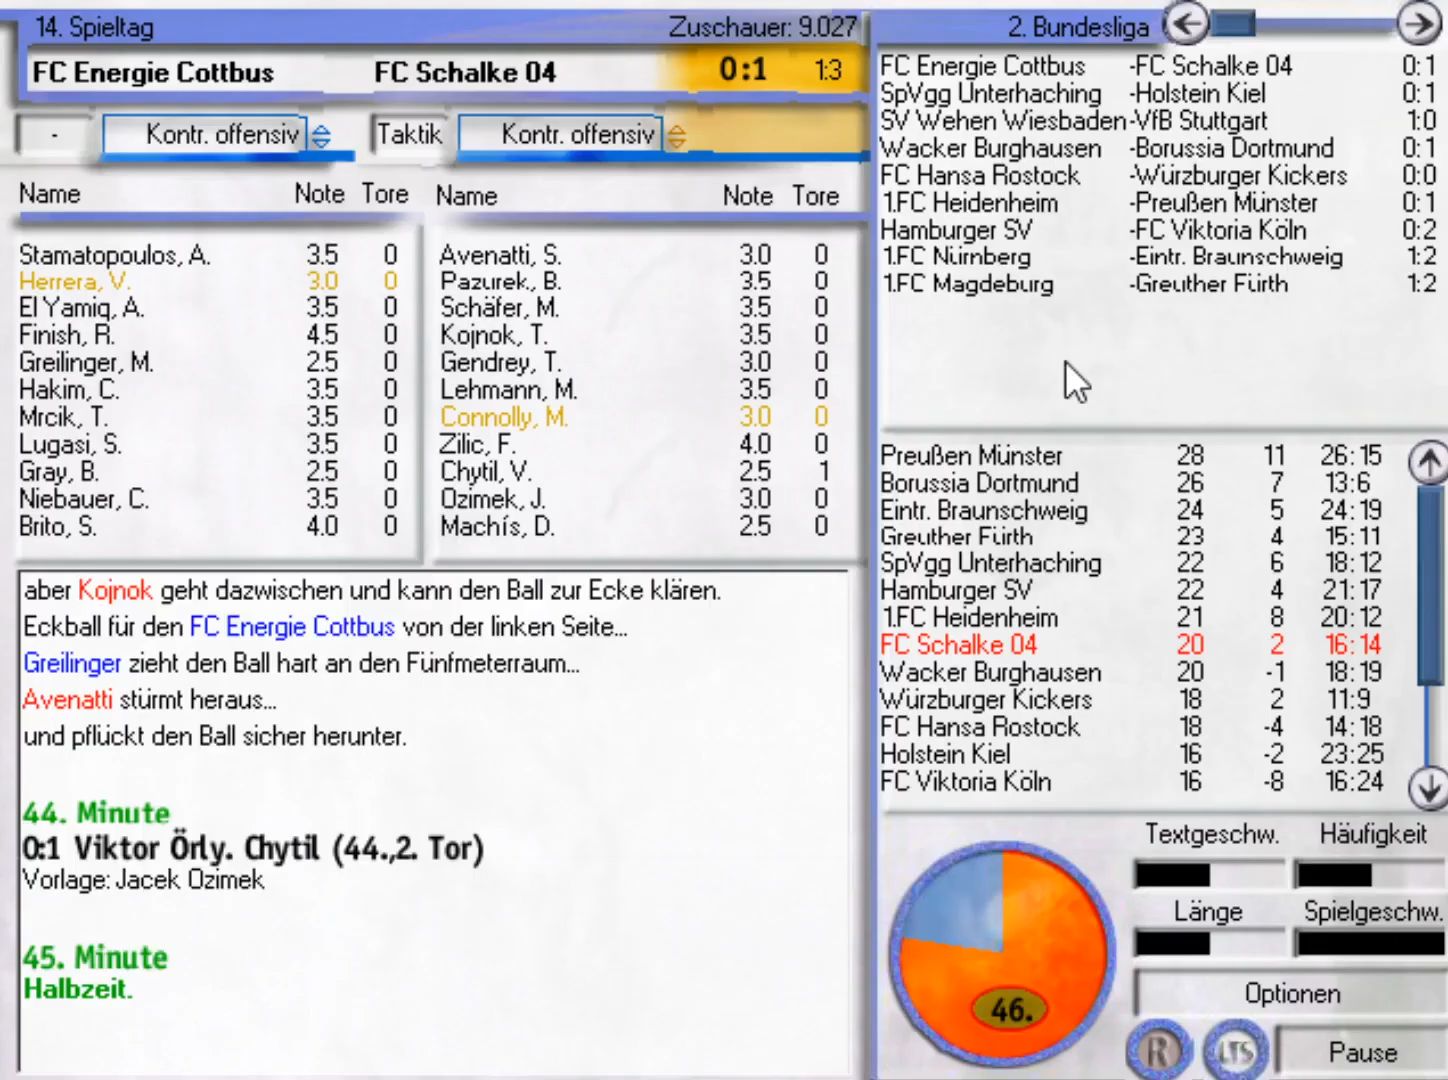 14. Spieltag Zuschauer: 9.027
FC Energie Cottbus FC Schalke 04 0:1 1:3
- Kontr. offensiv Taktik Kontr. offensiv
Name Note Tore Name Note Tore
Stamatopoulos, A. 3.5 0 Avenatti, S. 3.0 0
Herrera, V. 3.0 0 Pazurek, B. 3.5 0
El Yamiq, A. 3.5 0 Schäfer, M. 3.5 0
Finish, R. 4.5 0 Kojnok, T. 3.5 0
Greilinger, M. 2.5 0 Gendrey, T. 3.0 0
Hakim, C. 3.5 0 Lehmann, M. 3.5 0
Mrcik, T. 3.5 0 Connolly, M. 3.0 0
Lugasi, S. 3.5 0 Zilic, F. 4.0 0
Gray, B. 2.5 0 Chytil, V. 2.5 1
Niebauer, C. 3.5 0 Ozimek, J. 3.0 0
Brito, S. 4.0 0 Machís, D. 2.5 0
aber Kojnok geht dazwischen und kann den Ball zur Ecke klären.
Eckball für den FC Energie Cottbus von der linken Seite...
Greilinger zieht den Ball hart an den Fünfmeterraum...
Avenatti stürmt heraus...
und pflückt den Ball sicher herunter.
44. Minute
0:1 Viktor Örly. Chytil (44.,2. Tor)
Vorlage: Jacek Ozimek
45. Minute
Halbzeit.
2. Bundesliga
FC Energie Cottbus -FC Schalke 04 0:1
SpVgg Unterhaching -Holstein Kiel 0:1
SV Wehen Wiesbaden -VfB Stuttgart 1:0
Wacker Burghausen -Borussia Dortmund 0:1
FC Hansa Rostock -Würzburger Kickers 0:0
1.FC Heidenheim -Preußen Münster 0:1
Hamburger SV -FC Viktoria Köln 0:2
1.FC Nürnberg -Eintr. Braunschweig 1:2
1.FC Magdeburg -Greuther Fürth 1:2
Preußen Münster 28 11 26:15
Borussia Dortmund 26 7 13:6
Eintr. Braunschweig 24 5 24:19
Greuther Fürth 23 4 15:11
SpVgg Unterhaching 22 6 18:12
Hamburger SV 22 4 21:17
1.FC Heidenheim 21 8 20:12
FC Schalke 04 20 2 16:14
Wacker Burghausen 20 -1 18:19
Würzburger Kickers 18 2 11:9
FC Hansa Rostock 18 -4 14:18
Holstein Kiel 16 -2 23:25
FC Viktoria Köln 16 -8 16:24
Textgeschw. Häufigkeit
Länge Spielgeschw.
46.
Optionen
R LTS Pause